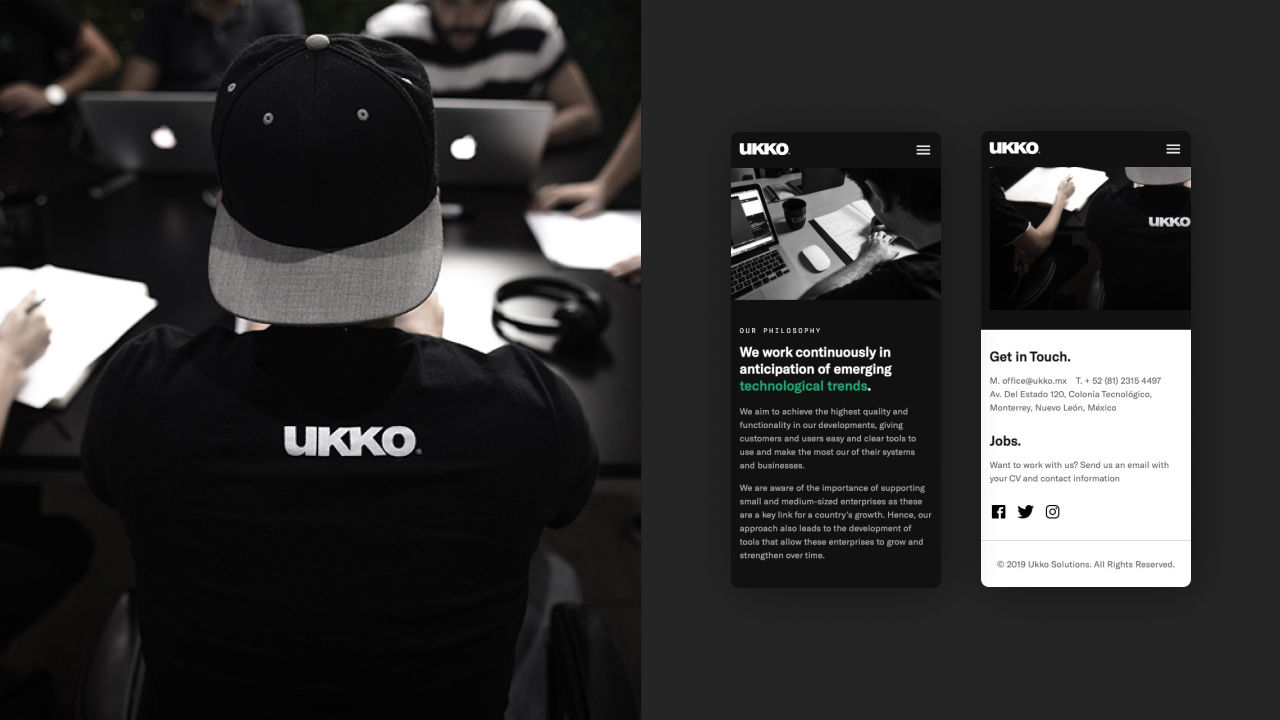 UKKO
UKKO
OUR PHILOSOPHY
We work continuously in
anticipation of emerging
technological trends.
We aim to achieve the highest quality and
functionality in our developments, giving
customers and users easy and clear tools to
use and make the most our of their systems
and businesses.
We are aware of the importance of supporting
small and medium-sized enterprises as these
are a key link for a country's growth. Hence, our
approach also leads to the development of
tools that allow these enterprises to grow and
strengthen over time.
UKKO
UKKO
Get in Touch.
M. office@ukko.mx T. + 52 (81) 2315 4497
Av. Del Estado 120, Colonia Tecnológico,
Monterrey, Nuevo León, México
Jobs.
Want to work with us? Send us an email with
your CV and contact information
© 2019 Ukko Solutions. All Rights Reserved.